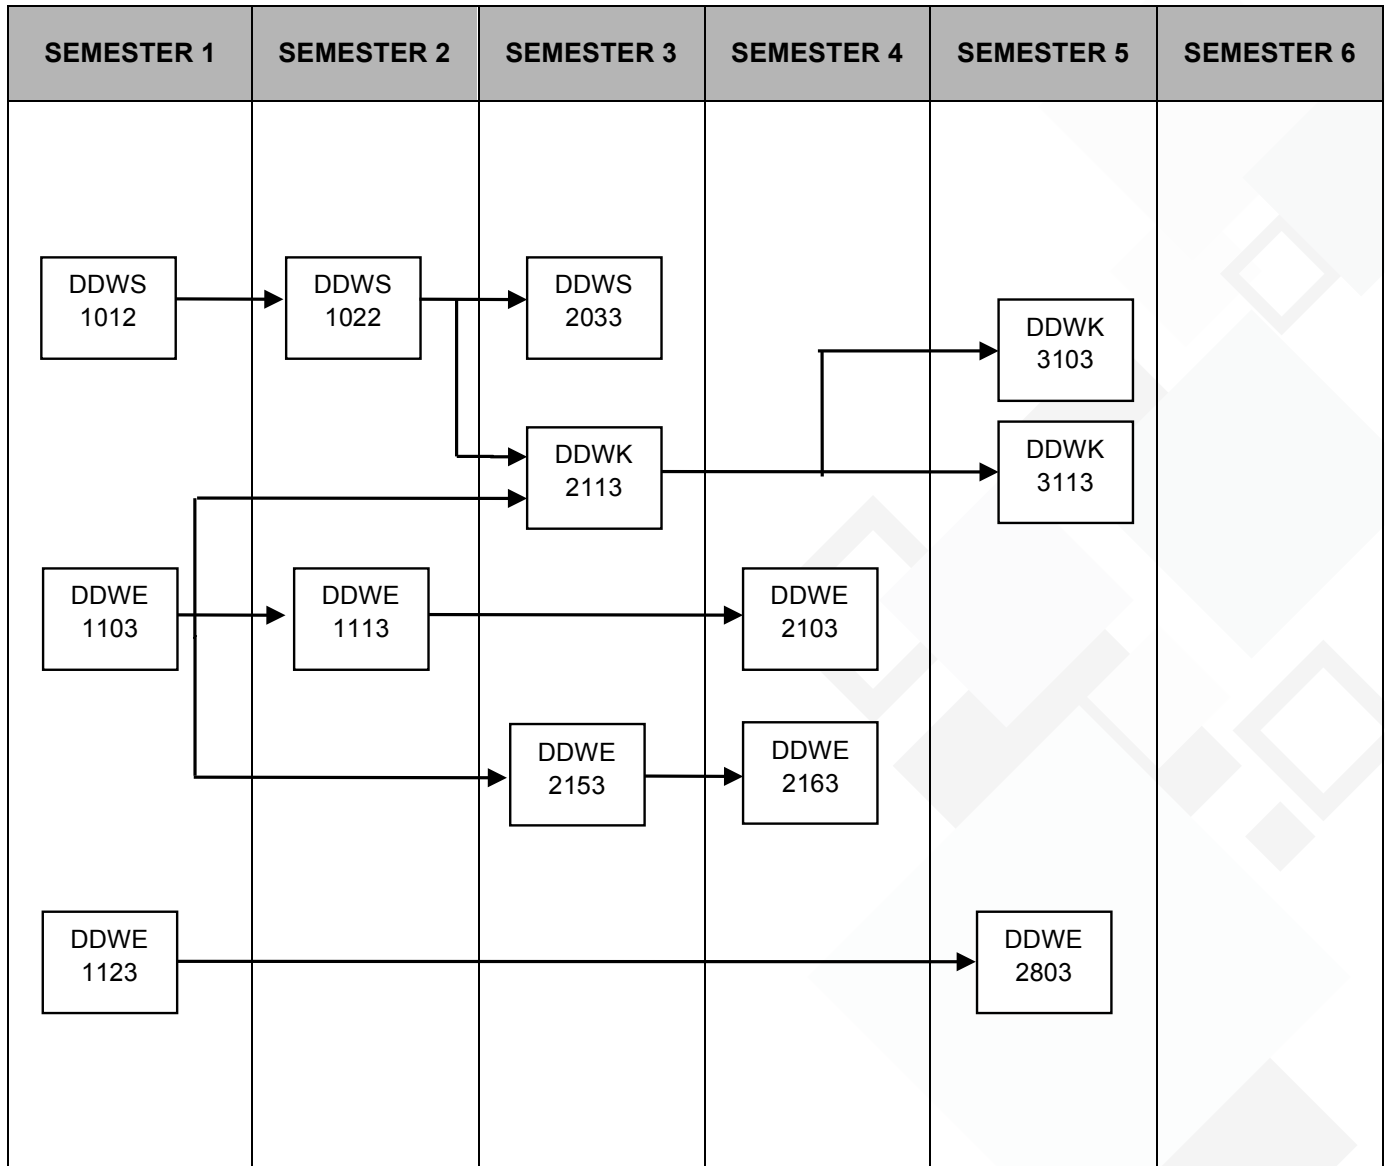 SEMESTER 1
SEMESTER 2
SEMESTER 3
SEMESTER 4
SEMESTER 5
SEMESTER 6
DDWS
1012
DDWS
1022
DDWS
2033
DDWK
3103
DDWK
2113
DDWK
3113
DDWE
1103
DDWE
1113
DDWE
2103
DDWE
2153
DDWE
2163
DDWE
1123
DDWE
2803